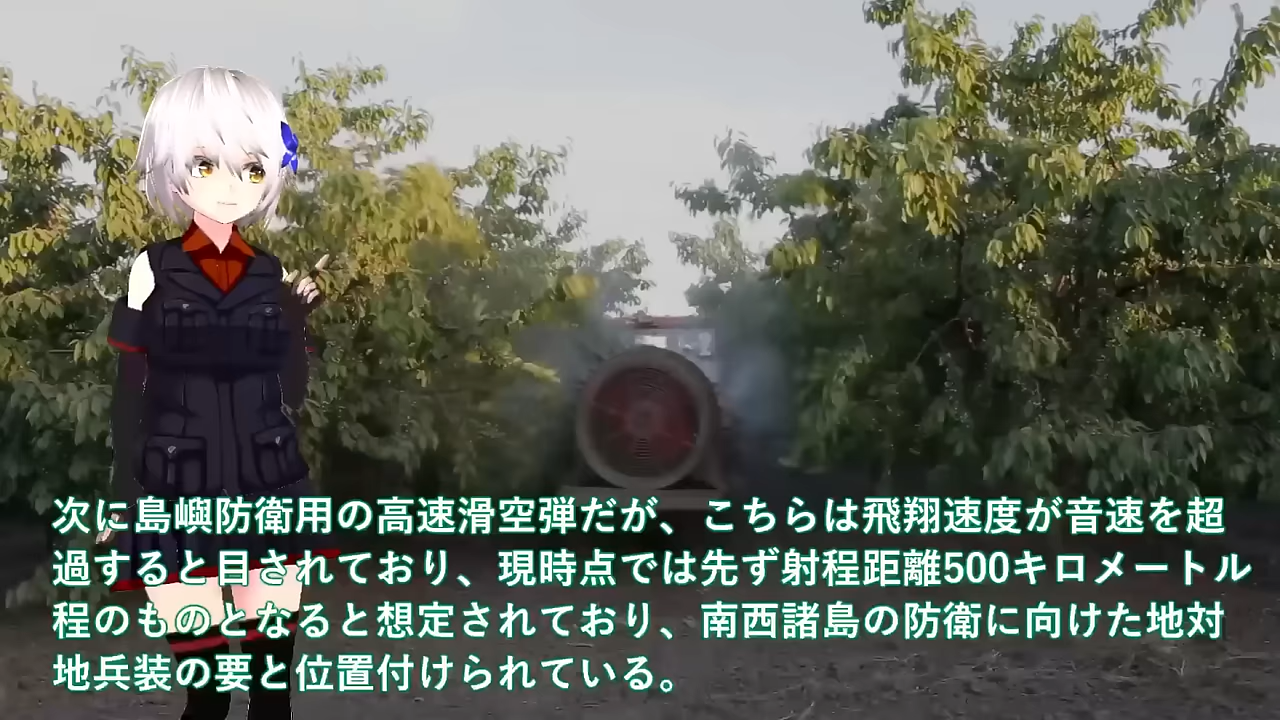 次に島嶼防衛用の高速滑空弾だが、こちらは飛翔速度が音速を超
過すると目されており、現時点では先ず射程距離500キロメートル
程のものとなると想定されており、南西諸島の防衛に向けた地対
地兵装の要と位置付けられている。